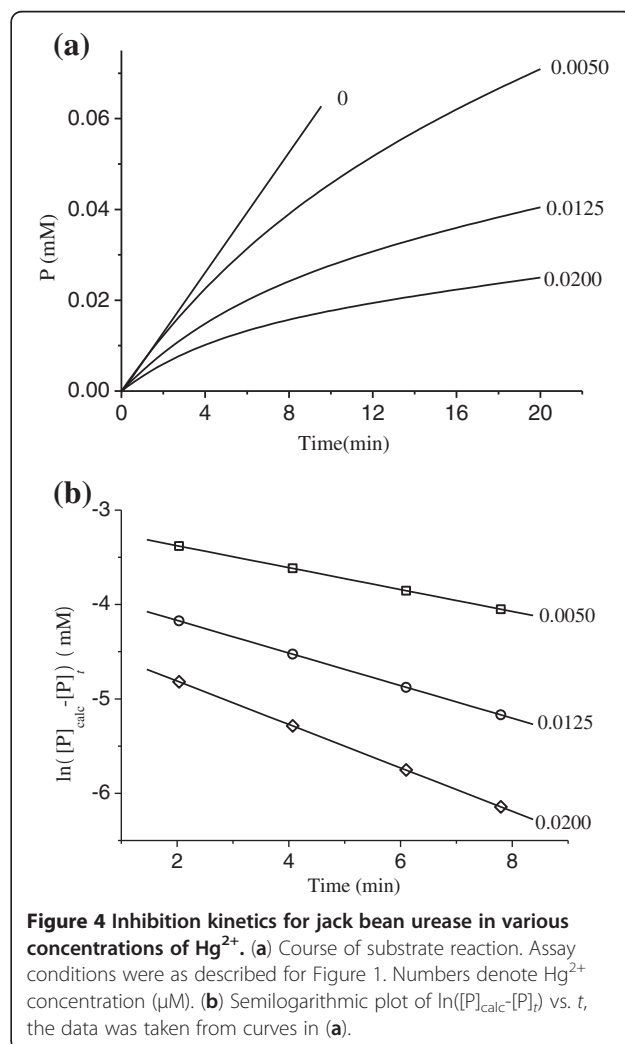 (a)
0.06
0.04
0.02
0.00
P (mM)
0
0.0050
0.0125
0.0200
0 4 8 12 16 20
Time(min)
(b)
-3
-4
-5
-6
ln([P]calc-[P]t) (mM)
0.0050
0.0125
0.0200
2 4 6 8
Time (min)
Figure 4 Inhibition kinetics for jack bean urease in various
concentrations of Hg2+. (a) Course of substrate reaction. Assay
conditions were as described for Figure 1. Numbers denote Hg2+
concentration (μM). (b) Semilogarithmic plot of ln([P]calc-[P]t) vs. t,
the data was taken from curves in (a).